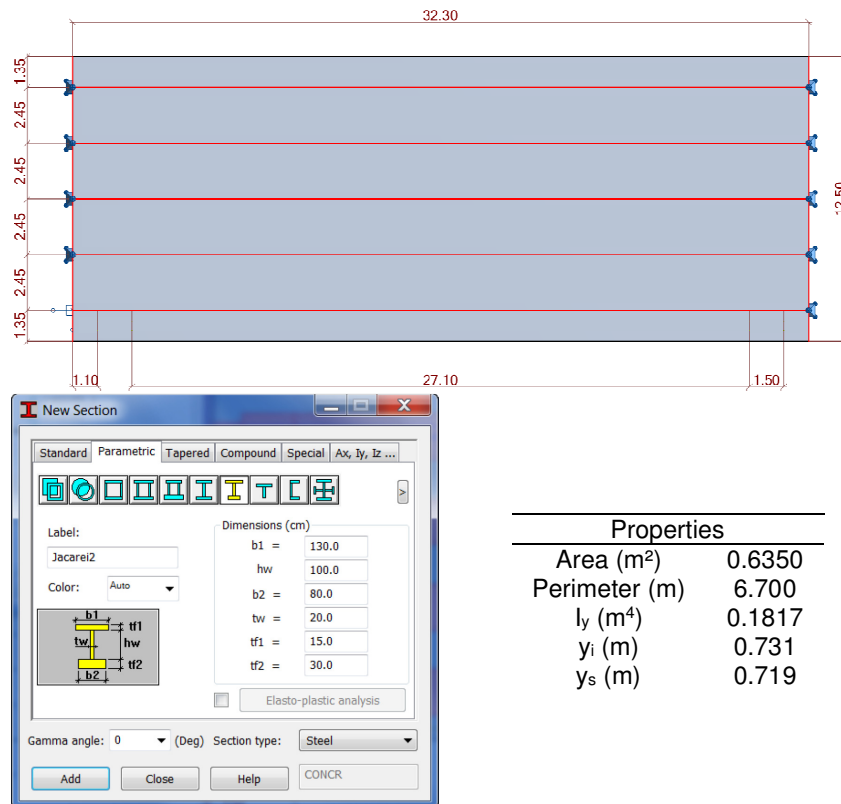 32.30
1.35
2.45
2.45
2.45
2.45
1.35
12.50
1.10
27.10
1.50
New Section
Standard Parametric Tapered Compound Special Ax, Iy, Iz ...
>
Label:
Jacarei2
Color: Auto
b1
tf1
tw
hw
tf2
b2
Dimensions (cm)
b1 = 130.0
hw 100.0
b2 = 80.0
tw = 20.0
tf1 = 15.0
tf2 = 30.0
Elasto-plastic analysis
Gamma angle: 0 (Deg) Section type: Steel
Add Close Help CONCR
Properties
Area (m²) 0.6350
Perimeter (m) 6.700
Iy (m⁴) 0.1817
yi (m) 0.731
ys (m) 0.719